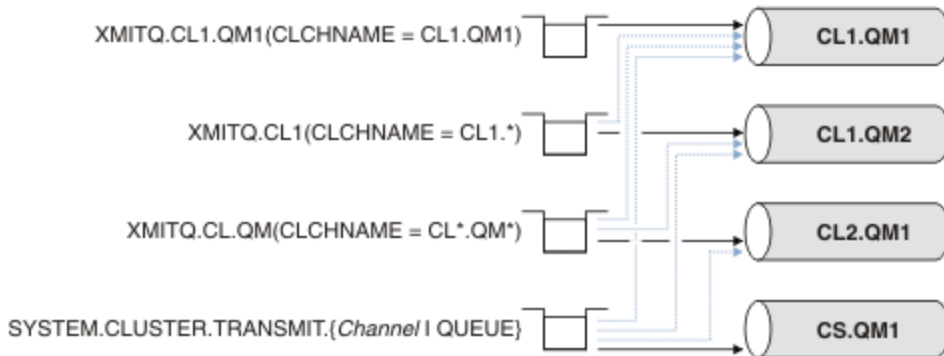 XMITQ.CL1.QM1(CLCHNAME = CL1.QM1)
CL1.QM1
XMITQ.CL1(CLCHNAME = CL1.*)
CL1.QM2
XMITQ.CL.QM(CLCHNAME = CL*.QM*)
CL2.QM1
SYSTEM.CLUSTER.TRANSMIT.{Channel | QUEUE}
CS.QM1